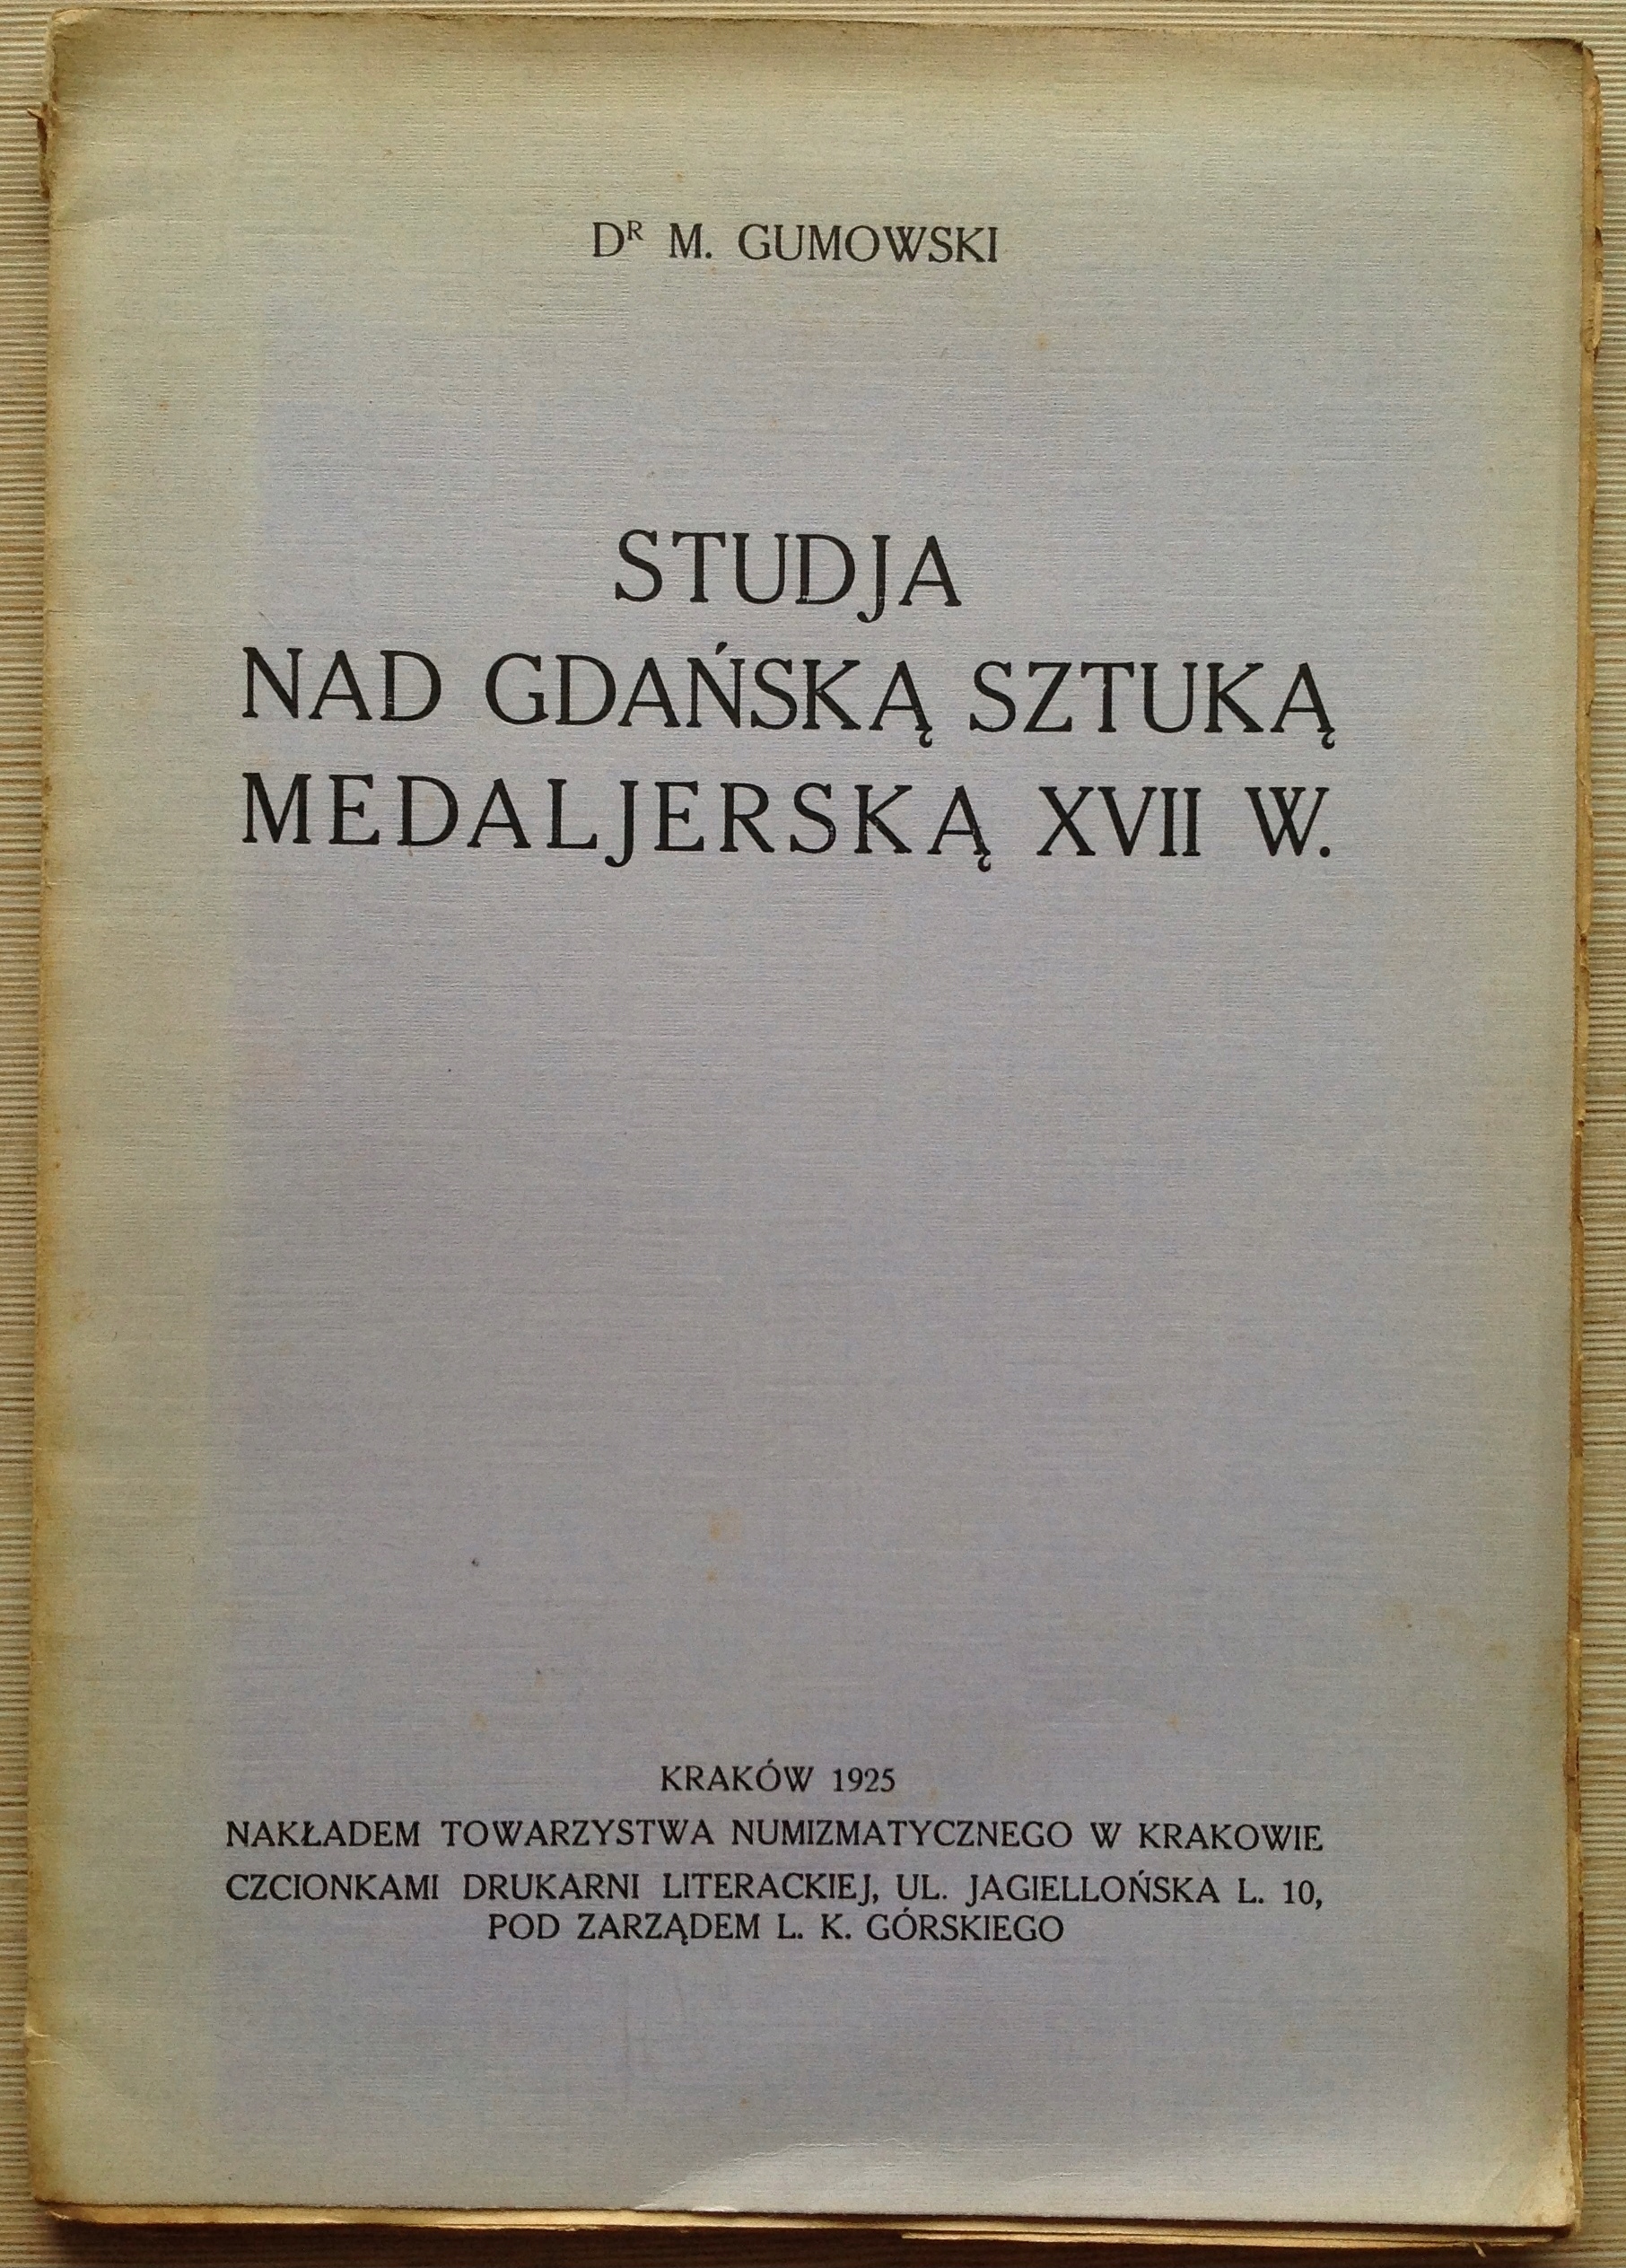 DR M. GUMOWSKI
STUDJA
NAD GDAŃSKĄ SZTUKĄ
MEDALJERSKĄ XVII W.
KRAKÓW 1925
NAKŁADEM TOWARZYSTWA NUMIZMATYCZNEGO W KRAKOWIE
CZCIONKAMI DRUKARNI LITERACKIEJ, UL. JAGIELLOŃSKA L. 10,
POD ZARZĄDEM L. K. GÓRSKIEGO